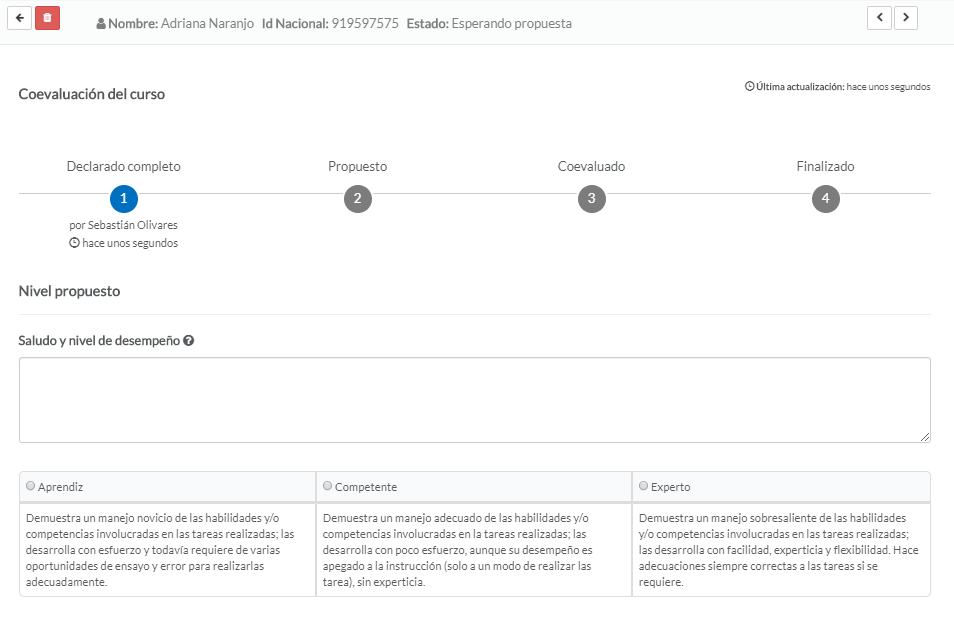 Nombre: Adriana Naranjo Id Nacional: 919597575 Estado: Esperando propuesta
Coevaluación del curso
Última actualización: hace unos segundos
Declarado completo
Propuesto
Coevaluado
Finalizado
1
2
3
4
por Sebastián Olivares
hace unos segundos
Nivel propuesto
Saludo y nivel de desempeño
Aprendiz
Demuestra un manejo novicio de las habilidades y/o
competencias involucradas en las tareas realizadas; las
desarrolla con esfuerzo y todavía requiere de varias
oportunidades de ensayo y error para realizarlas
adecuadamente.
Competente
Demuestra un manejo adecuado de las habilidades y/o
competencias involucradas en la tareas realizadas; las
desarrolla con poco esfuerzo, aunque su desempeño es
apegado a la instrucción (solo a un modo de realizar las
tarea), sin experticia.
Experto
Demuestra un manejo sobresaliente de las habilidades
y/o competencias involucradas en las tareas realizadas;
las desarrolla con facilidad, experticia y flexibilidad. Hace
adecuaciones siempre correctas a las tareas si se
requiere.